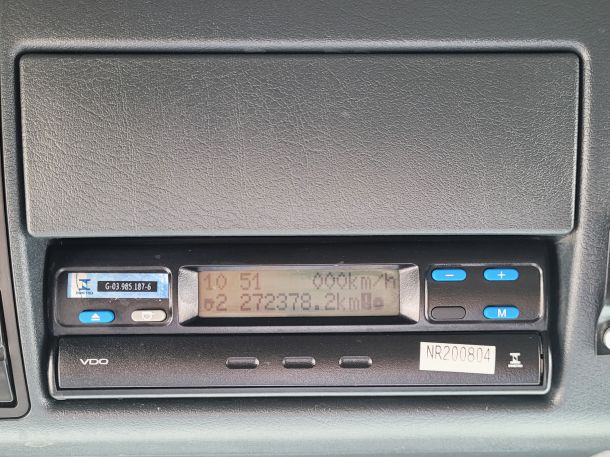 G-03.985.187-6
10 51 000km/h
2 272378.2km
− +
M
VDO
NR200804